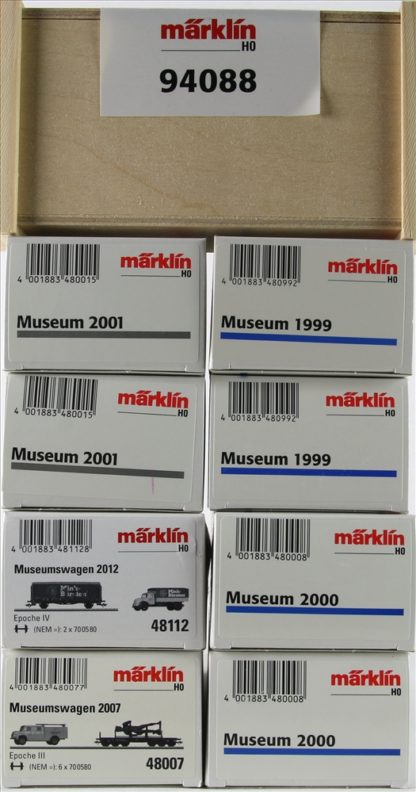 märklin
H0
94088
4 001883 480015
märklin
H0
Museum 2001
4 001883 480992
märklin
H0
Museum 1999
4 001883 480015
märklin
H0
Museum 2001
4 001883 480992
märklin
H0
Museum 1999
4 001883 481128
märklin
H0
Museumswagen 2012
Epoche IV
(NEM =): 2 x 700580
48112
4 001883 480008
märklin
H0
Museum 2000
4 001883 480077
märklin
H0
Museumswagen 2007
Epoche III
(NEM =): 6 x 700580
48007
4 001883 480008
märklin
H0
Museum 2000